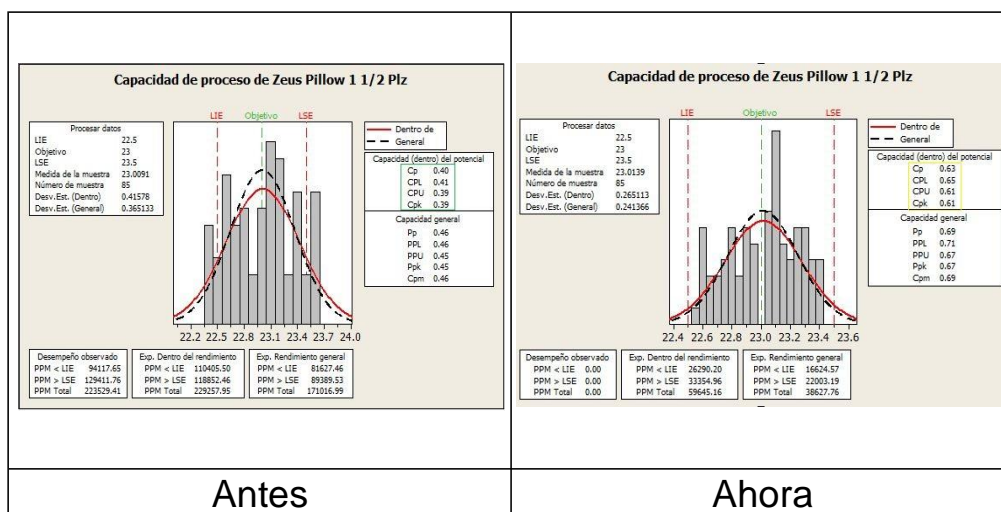 Capacidad de proceso de Zeus Pillow 1 1/2 Plz
LIE Objetivo LSE
Procesar datos
LIE 22.5
Objetivo 23
LSE 23.5
Medida de la muestra 23.0091
Número de muestra 85
Desv.Est. (Dentro) 0.41578
Desv.Est. (General) 0.365133
Dentro de
General
Capacidad (dentro) del potencial
Cp 0.40
CPL 0.41
CPU 0.39
Cpk 0.39
Capacidad general
Pp 0.46
PPL 0.46
PPU 0.45
Ppk 0.45
Cpm 0.46
22.2 22.5 22.8 23.1 23.4 23.7 24.0
Desempeño observado
PPM < LIE 94117.65
PPM > LSE 129411.76
PPM Total 223529.41
Exp. Dentro del rendimiento
PPM < LIE 110405.50
PPM > LSE 118852.46
PPM Total 229257.95
Exp. Rendimiento general
PPM < LIE 81627.46
PPM > LSE 89389.53
PPM Total 171016.99
Antes
Capacidad de proceso de Zeus Pillow 1 1/2 Plz
LIE Objetivo LSE
Procesar datos
LIE 22.5
Objetivo 23
LSE 23.5
Medida de la muestra 23.0139
Número de muestra 85
Desv.Est. (Dentro) 0.265113
Desv.Est. (General) 0.241366
Dentro de
General
Capacidad (dentro) del potencial
Cp 0.63
CPL 0.65
CPU 0.61
Cpk 0.61
Capacidad general
Pp 0.69
PPL 0.71
PPU 0.67
Ppk 0.67
Cpm 0.69
22.4 22.6 22.8 23.0 23.2 23.4 23.6
Desempeño observado
PPM < LIE 0.00
PPM > LSE 0.00
PPM Total 0.00
Exp. Dentro del rendimiento
PPM < LIE 26290.20
PPM > LSE 33354.96
PPM Total 59645.16
Exp. Rendimiento general
PPM < LIE 16624.57
PPM > LSE 22003.19
PPM Total 38627.76
Ahora